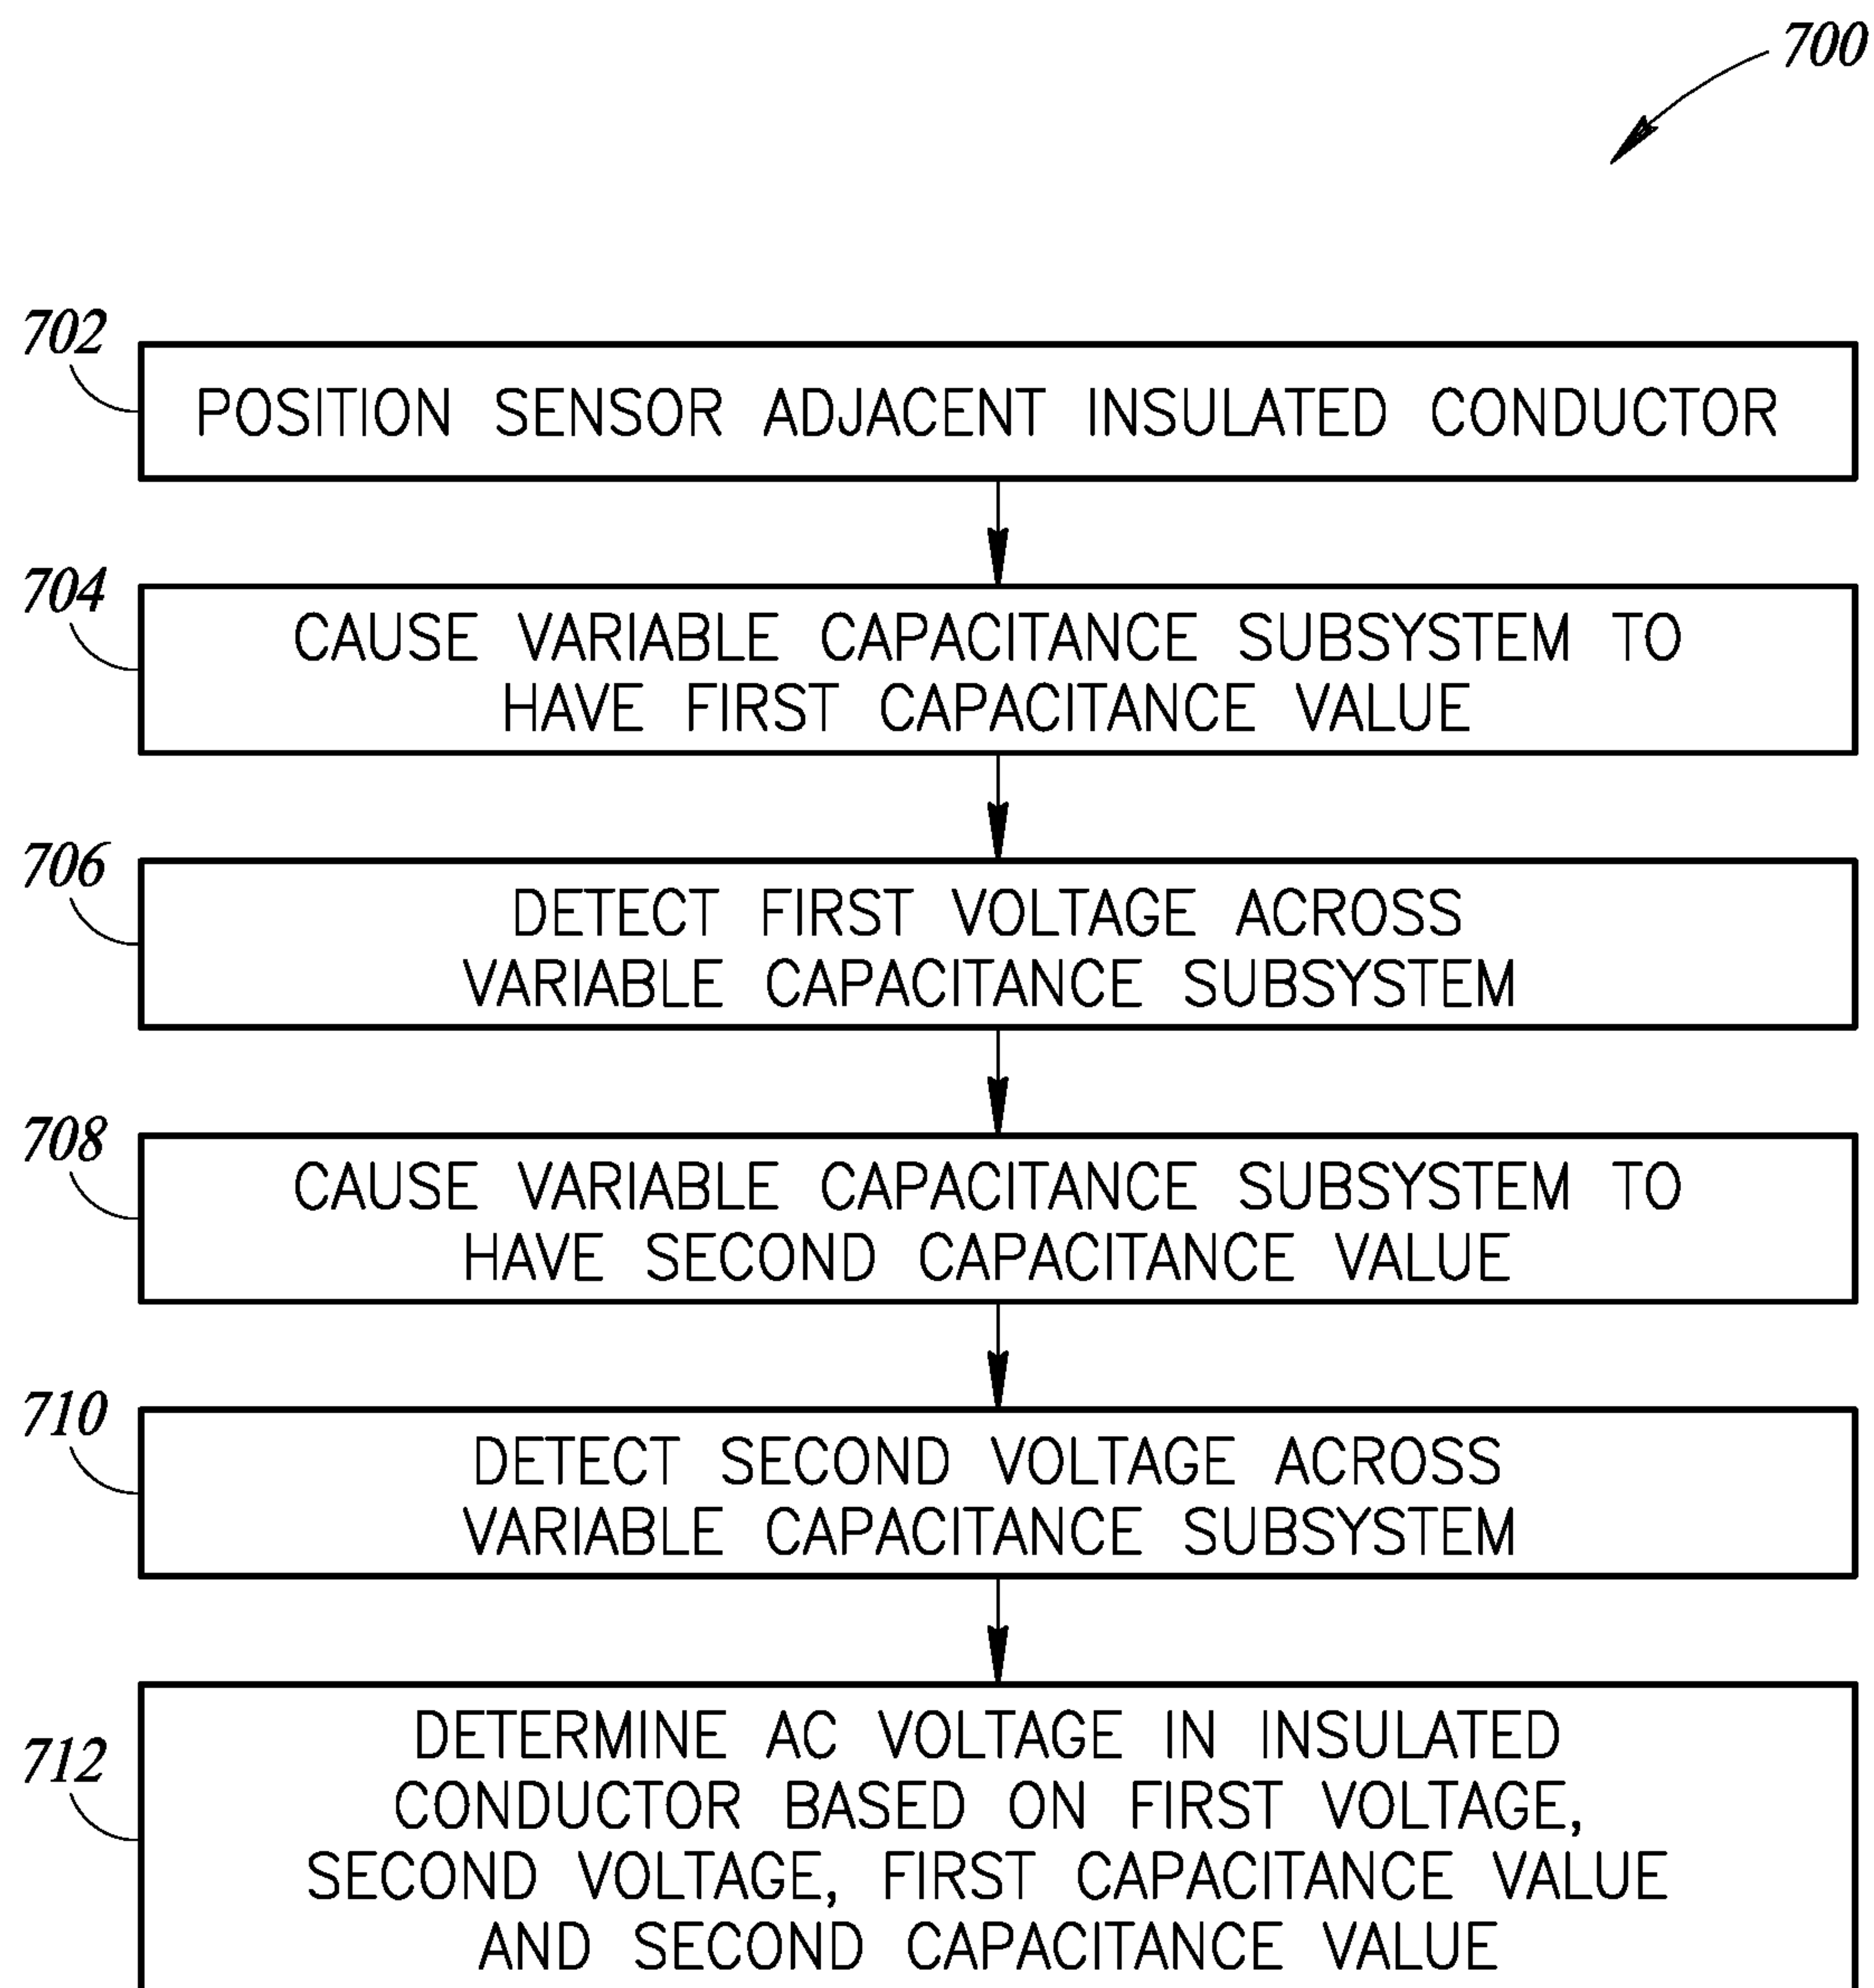 700
702
POSITION SENSOR ADJACENT INSULATED CONDUCTOR
704
CAUSE VARIABLE CAPACITANCE SUBSYSTEM TO
HAVE FIRST CAPACITANCE VALUE
706
DETECT FIRST VOLTAGE ACROSS
VARIABLE CAPACITANCE SUBSYSTEM
708
CAUSE VARIABLE CAPACITANCE SUBSYSTEM TO
HAVE SECOND CAPACITANCE VALUE
710
DETECT SECOND VOLTAGE ACROSS
VARIABLE CAPACITANCE SUBSYSTEM
712
DETERMINE AC VOLTAGE IN INSULATED
CONDUCTOR BASED ON FIRST VOLTAGE,
SECOND VOLTAGE, FIRST CAPACITANCE VALUE
AND SECOND CAPACITANCE VALUE